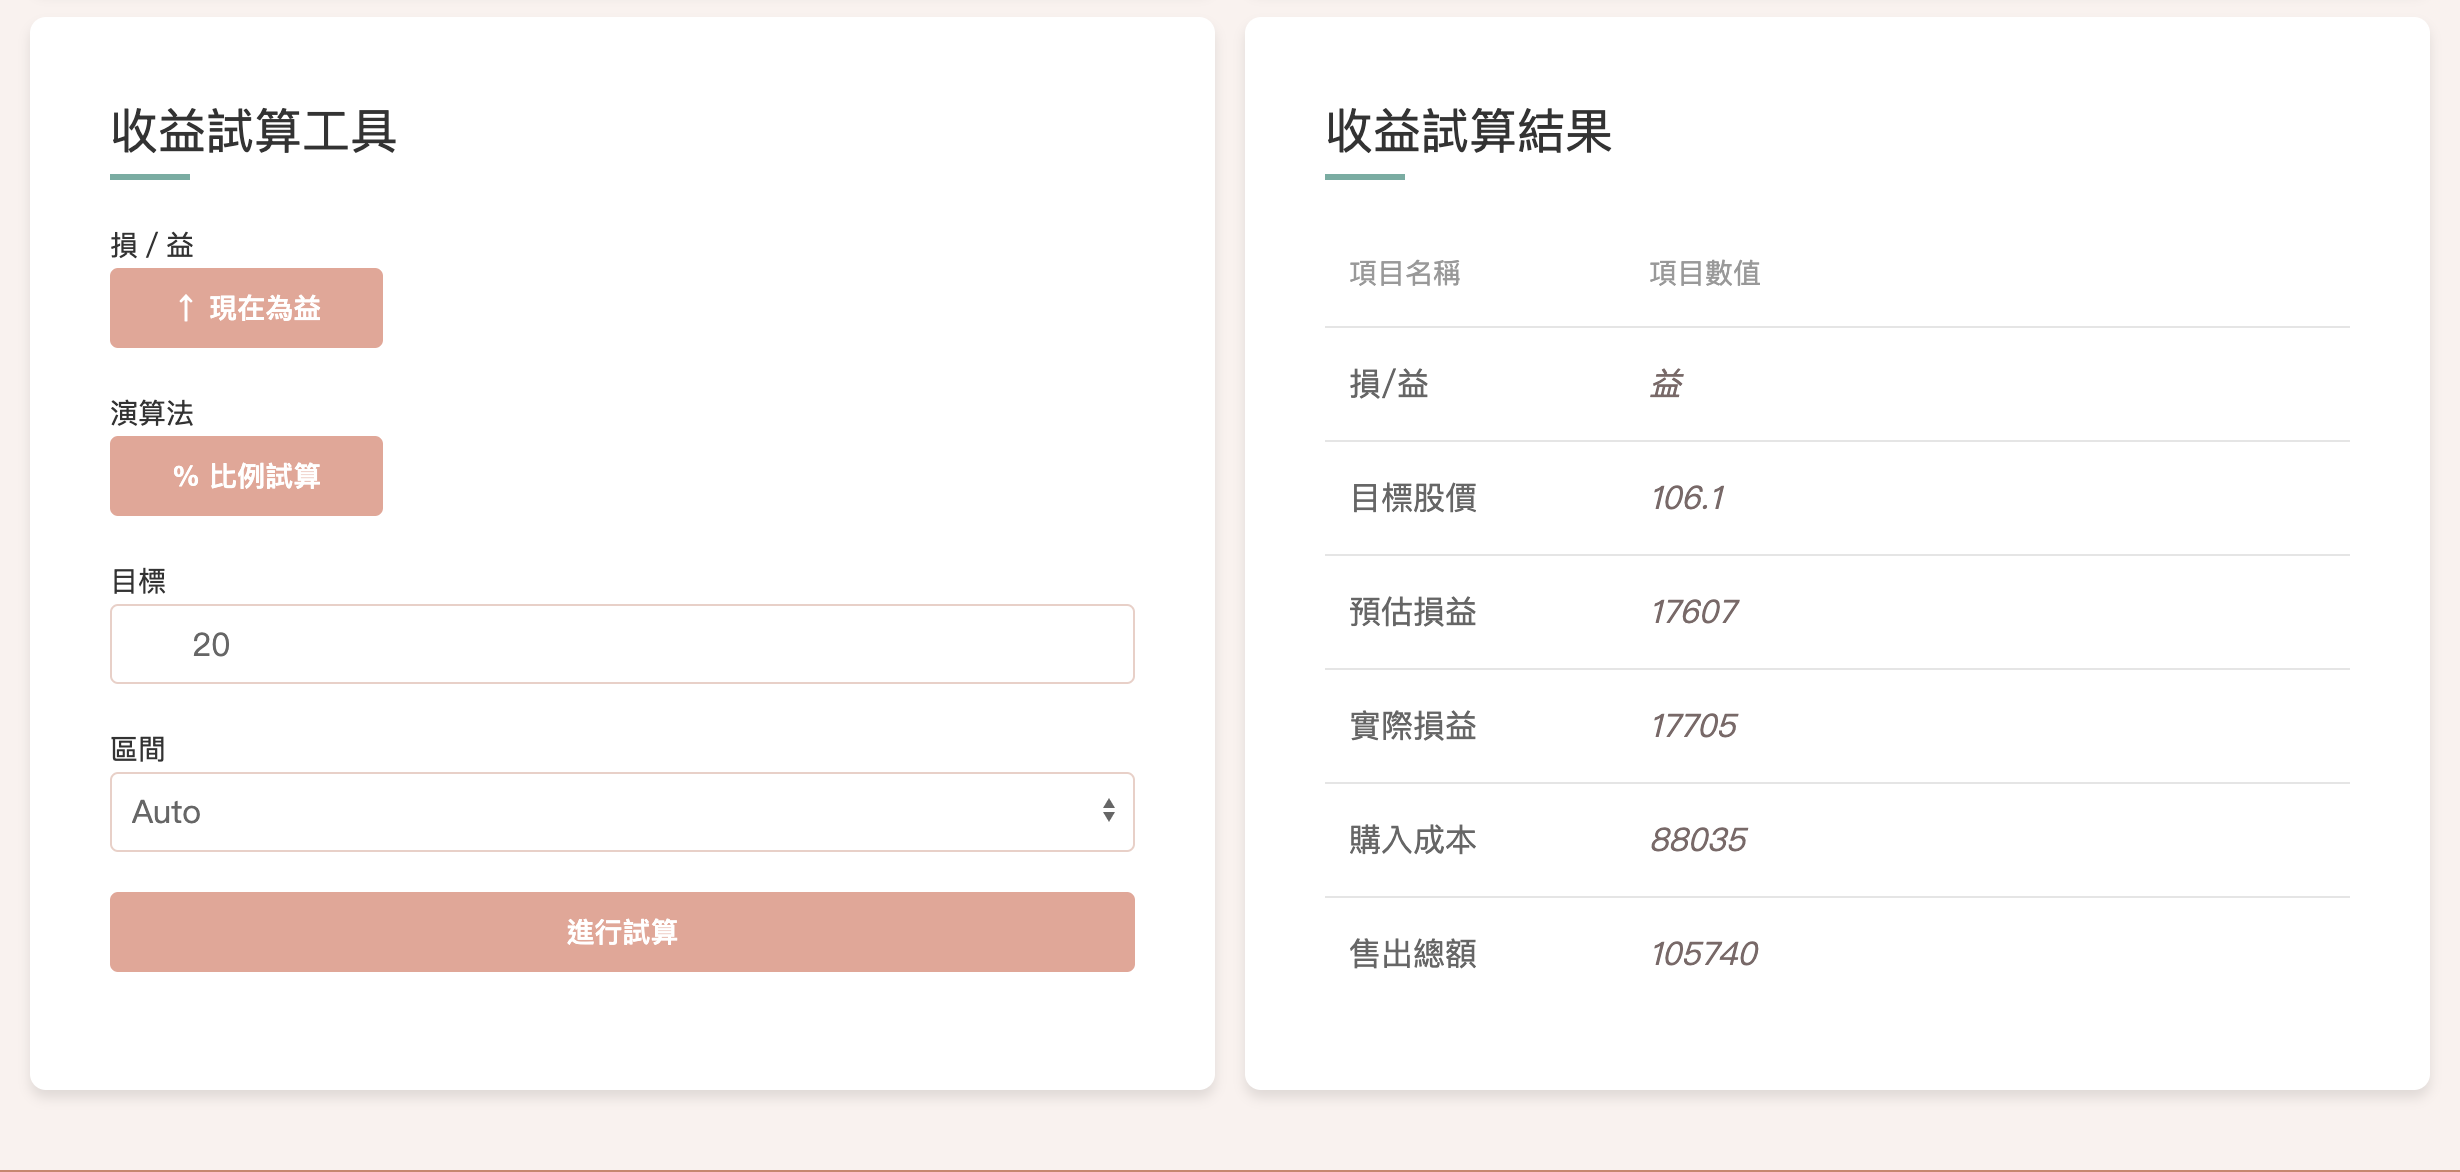 收益試算工具
損 / 益
↑ 現在為益
演算法
% 比例試算
目標
20
區間
Auto
進行試算
收益試算結果
項目名稱 項目數值
損/益 益
目標股價 106.1
預估損益 17607
實際損益 17705
購入成本 88035
售出總額 105740